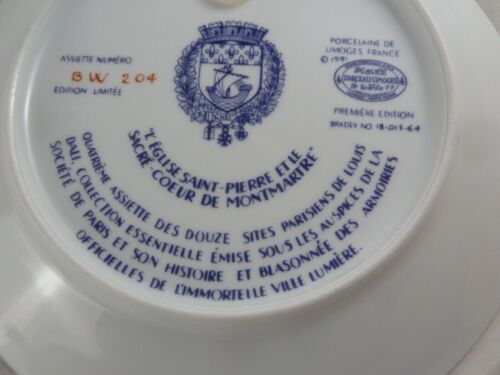 ASSIETTE NUMÉRO
BW 204
EDITION LIMITÉE
PORCELAINE DE
LIMOGES, FRANCE
© 1981
D'ARCEAU-LIMOGES
PREMIÈRE EDITION
BRADEX NO 18-D15-6.4
"L'EGLISE SAINT-PIERRE ET LE
SACRÉ-COEUR DE MONTMARTRE"
QUATRIÈME ASSIETTE DES DOUZE SITES PARISIENS DE LOUIS
DALI, COLLECTION ESSENTIELLE ÉMISE SOUS LES AUSPICES DE LA
SOCIÉTÉ DE PARIS ET SON HISTOIRE ET BLASONNÉE DES ARMOIRIES
OFFICIELLES DE L'IMMORTELLE VILLE LUMIÈRE.